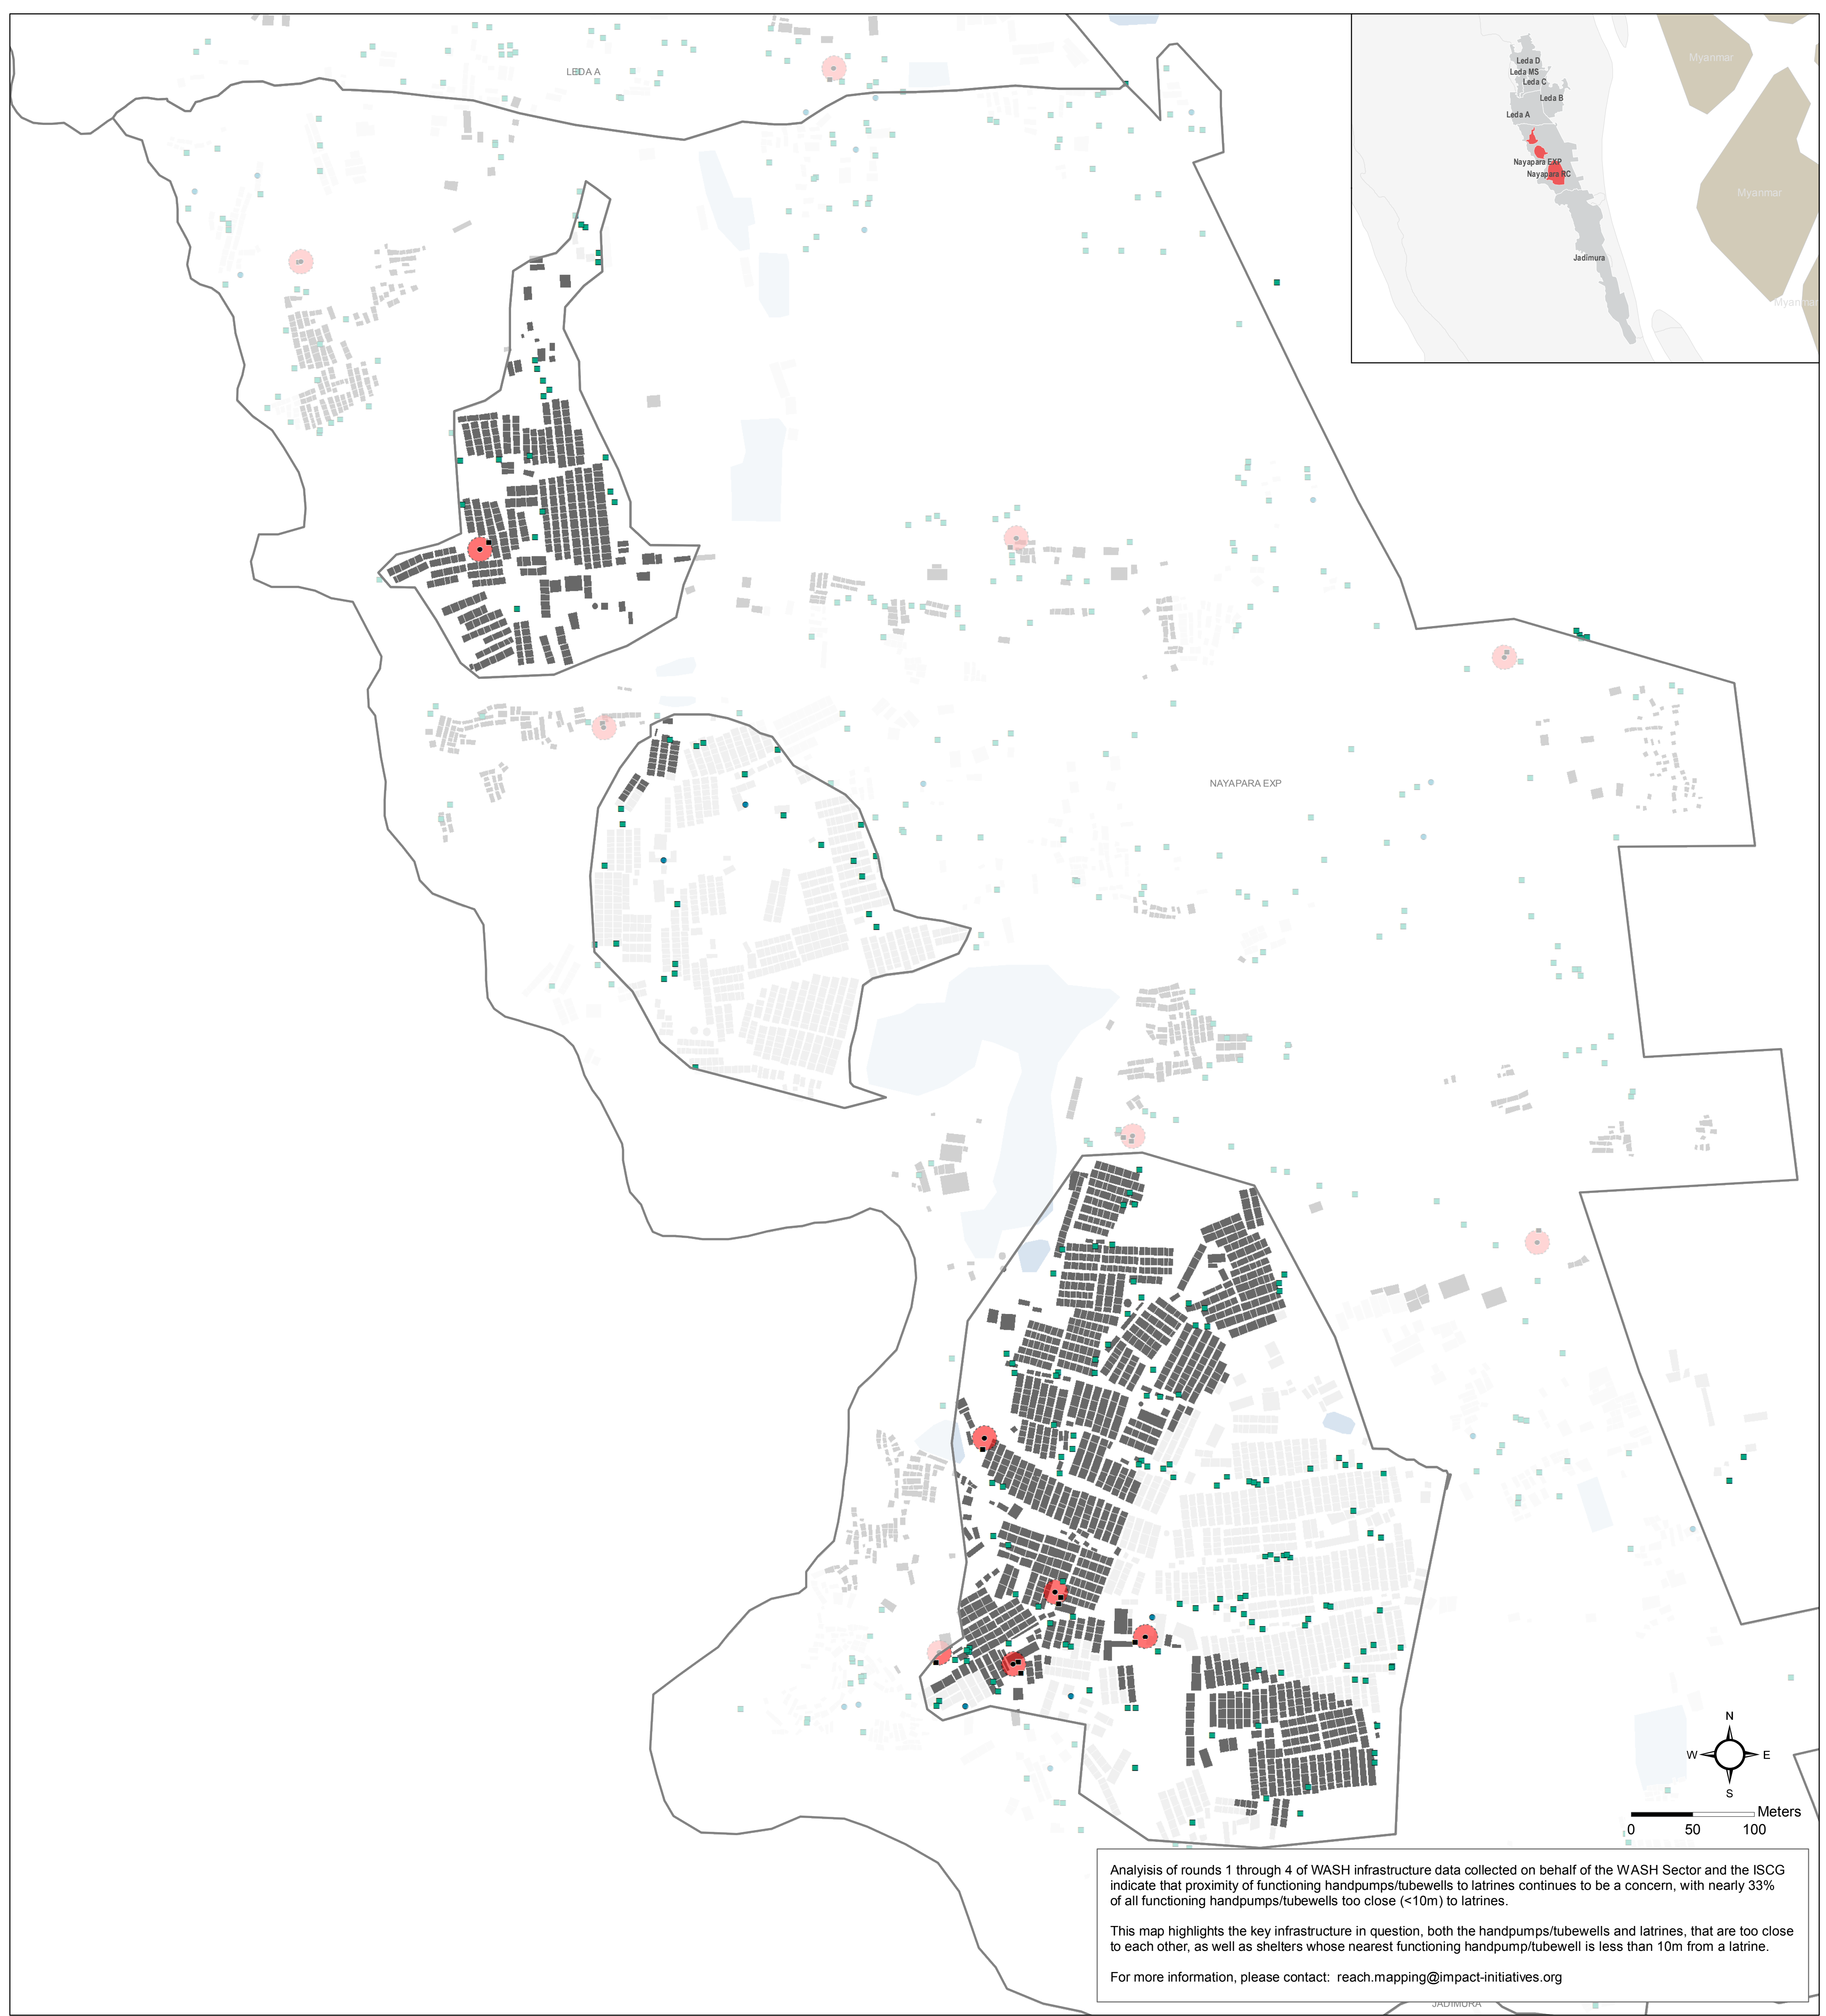 LEDA A
Leda D
Leda MS
Leda C
Leda B
Leda A
Nayapara EXP
Nayapara RC
Jadimura
Myanmar
Myanmar
Myanmar
NAYAPARA EXP
N
W
E
S
Meters
0 50 100
Analyisis of rounds 1 through 4 of WASH infrastructure data collected on behalf of the WASH Sector and the ISCG
indicate that proximity of functioning handpumps/tubewells to latrines continues to be a concern, with nearly 33%
of all functioning handpumps/tubewells too close (<10m) to latrines.
This map highlights the key infrastructure in question, both the handpumps/tubewells and latrines, that are too close
to each other, as well as shelters whose nearest functioning handpump/tubewell is less than 10m from a latrine.
For more information, please contact: reach.mapping@impact-initiatives.org
JADIMURA